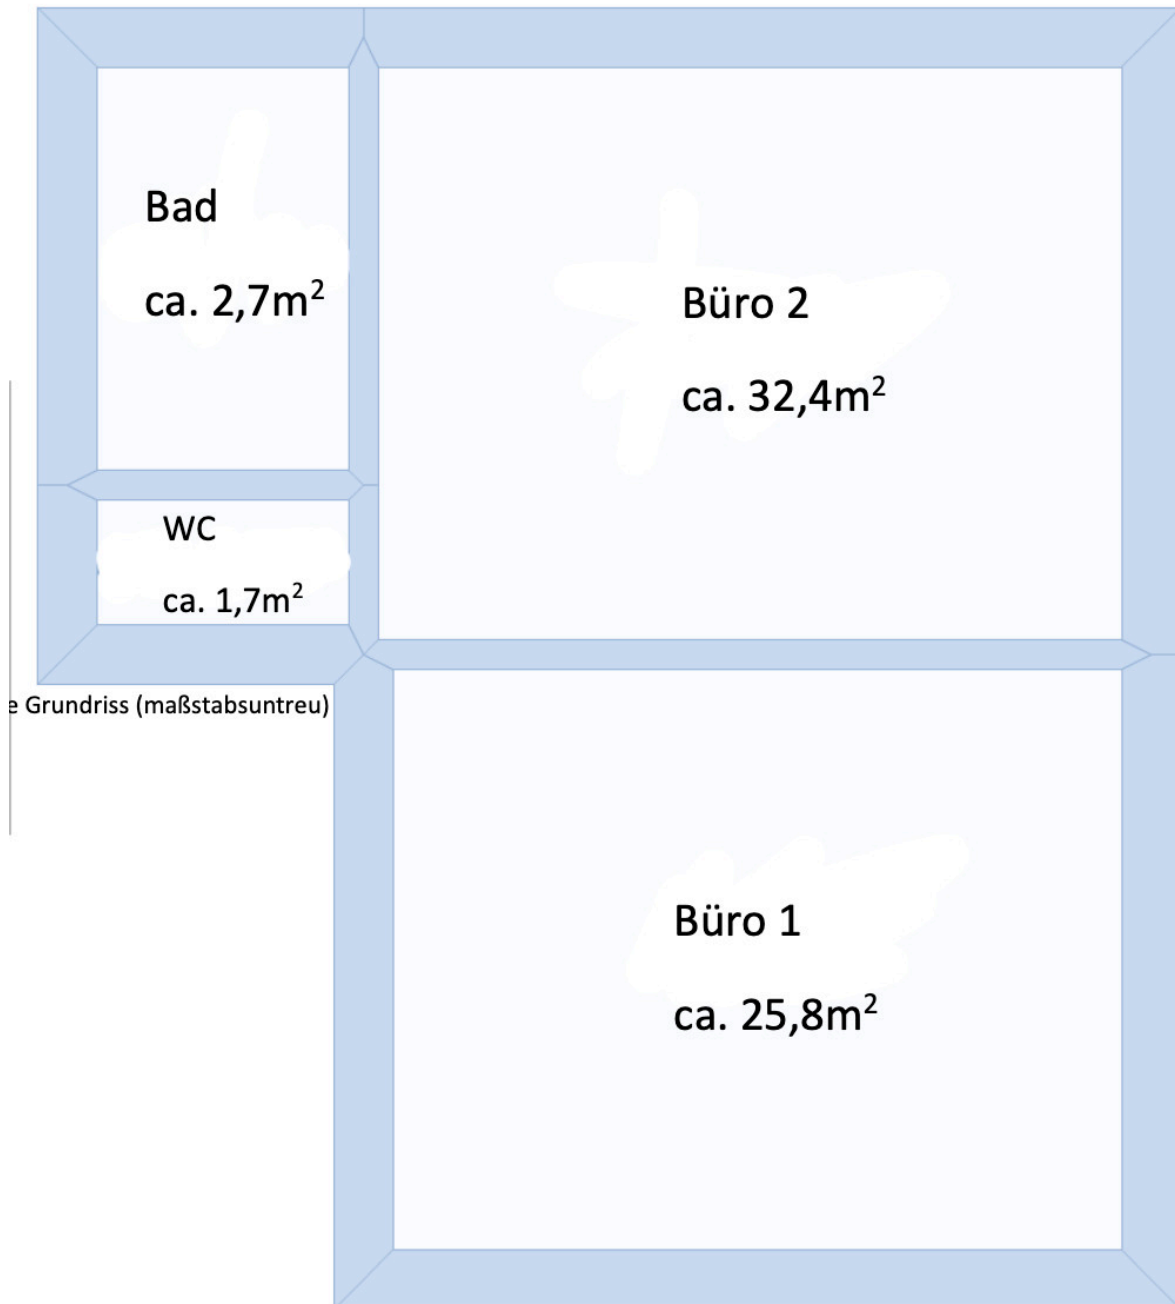 Bad
ca. 2,7m²
Büro 2
ca. 32,4m²
WC
ca. 1,7m²
Grundriss (maßstabsuntreu)
Büro 1
ca. 25,8m²